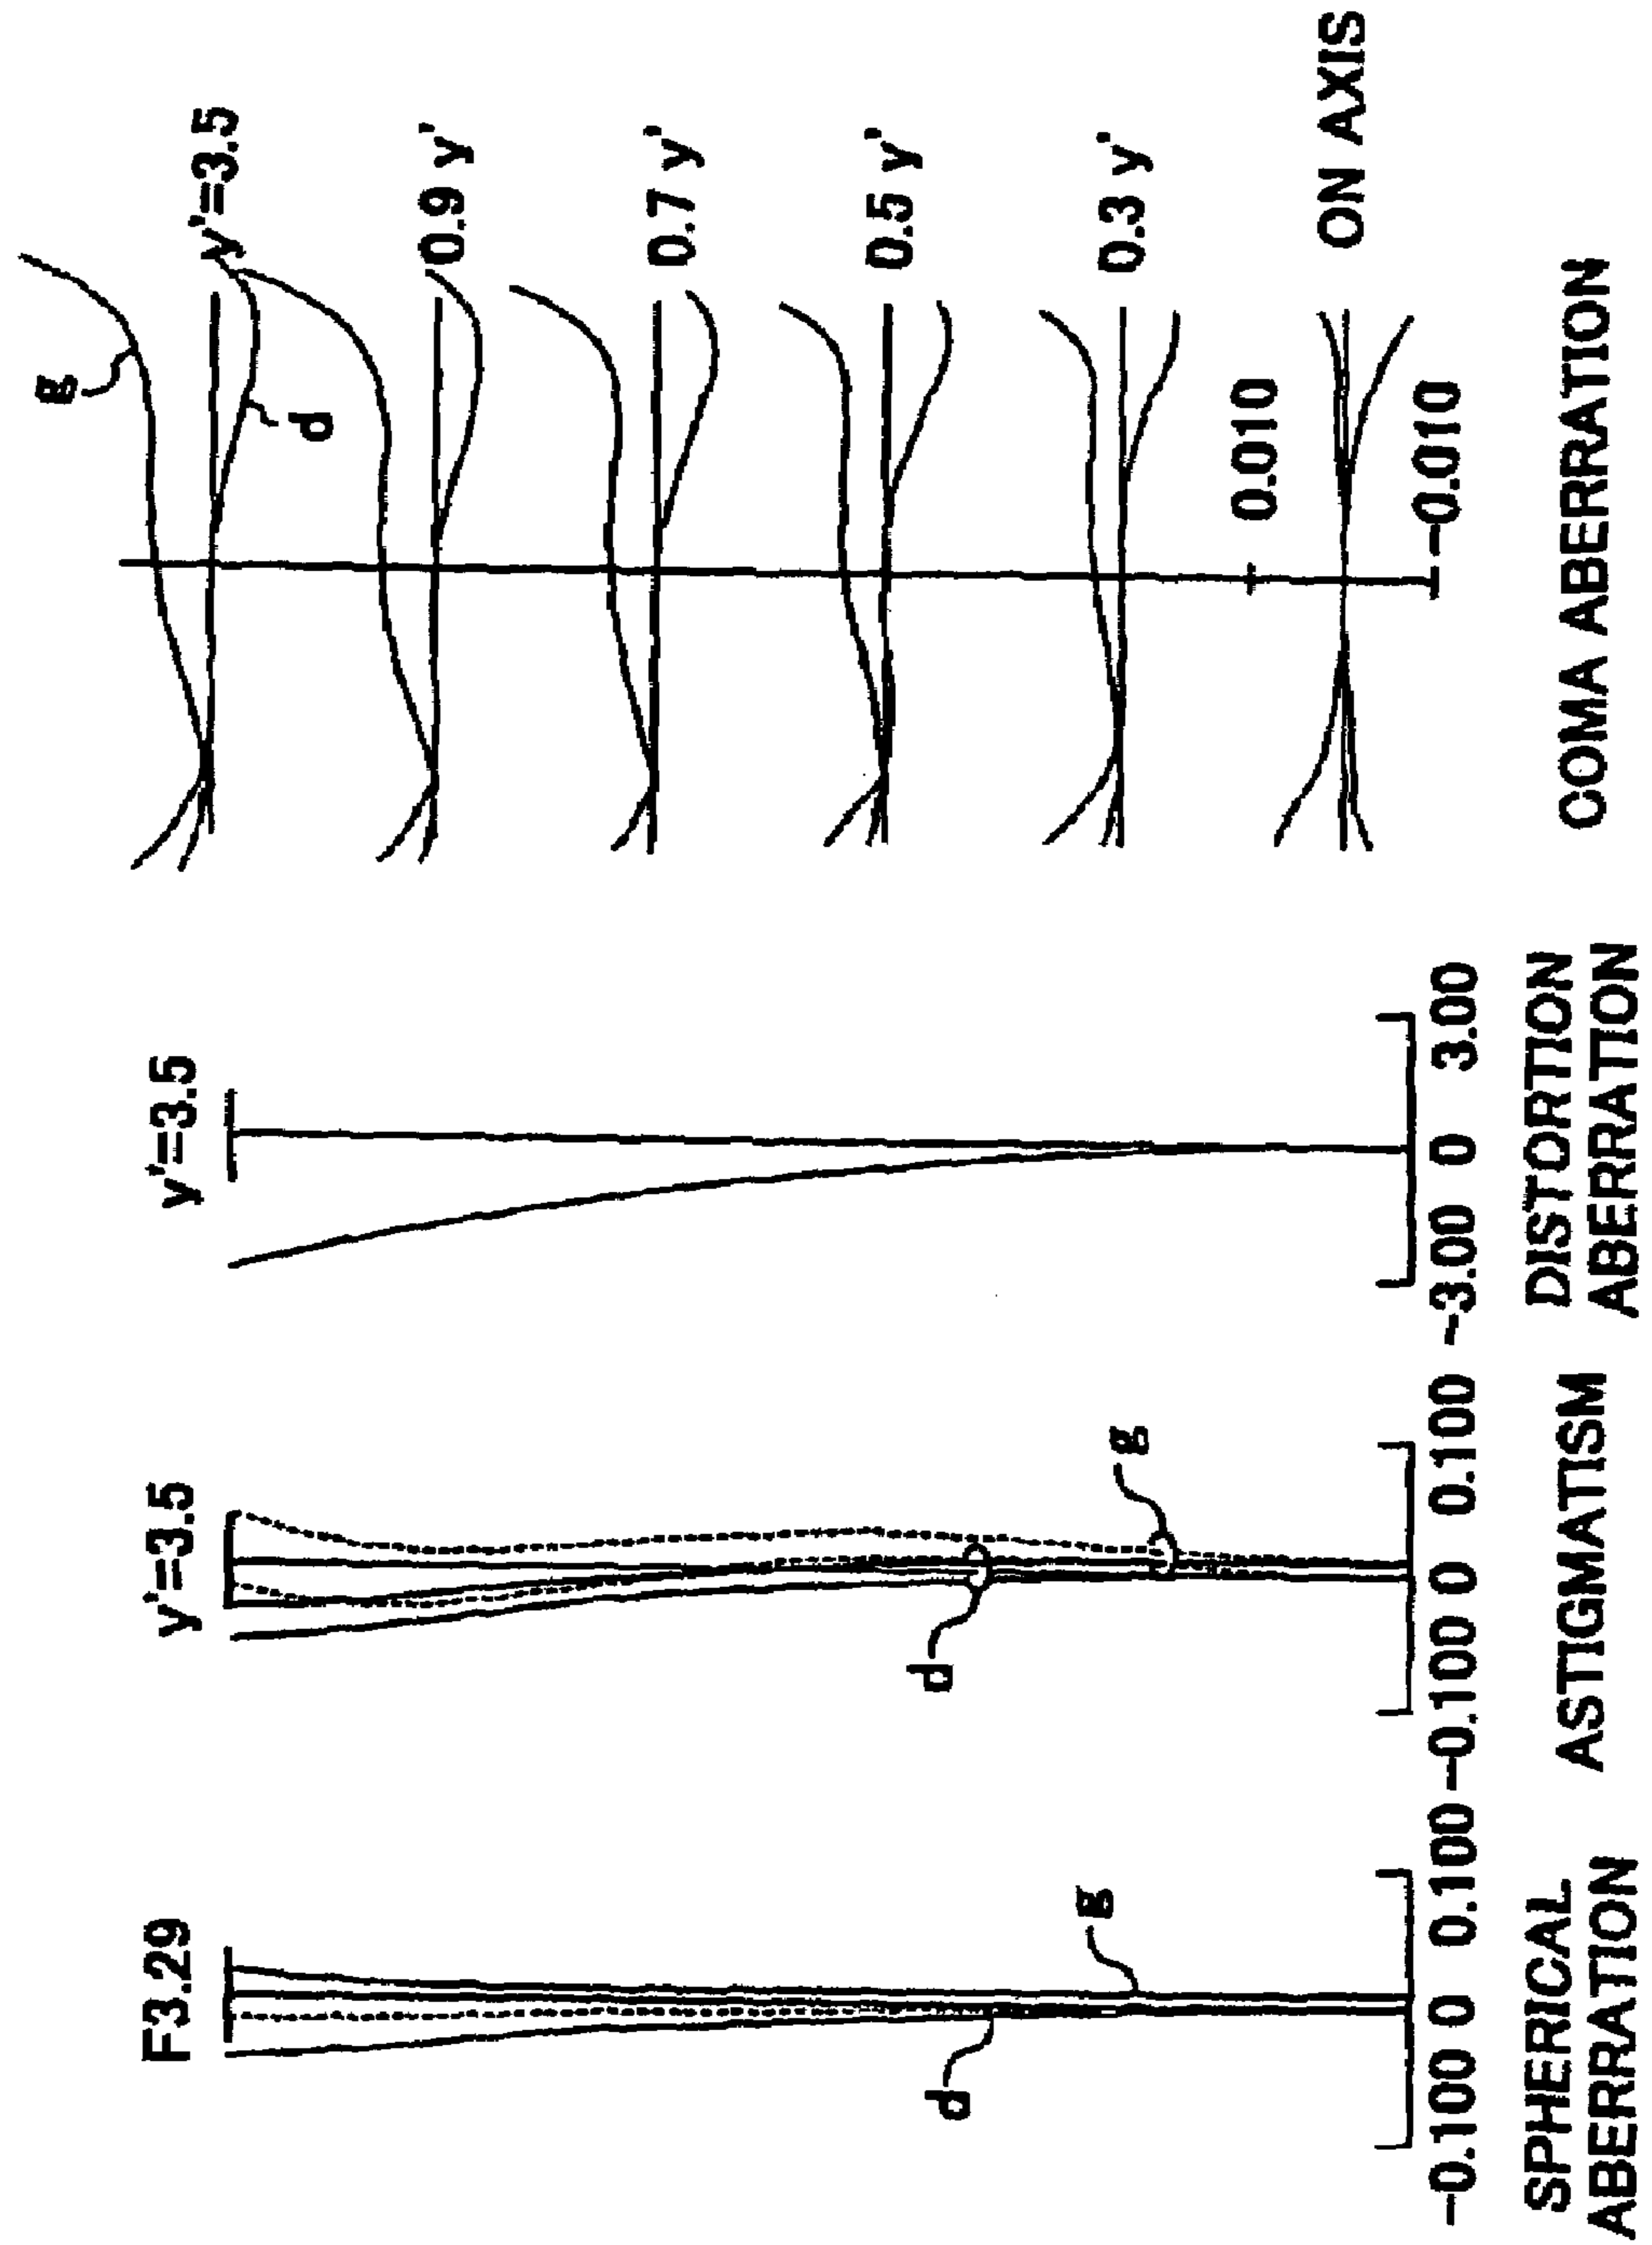 F3.29
d
g
-0.100 0 0.100
SPHERICAL
ABERRATION
y'=3.5
d
g
-0.100 0 0.100
ASTIGMATISM
y'=3.5
-3.00 0 3.00
DISTORTION
ABERRATION
g
y'=3.5
d
0.9 y'
0.7 y'
0.5 y'
0.3 y'
0.010
ON AXIS
-0.010
COMA ABERRATION